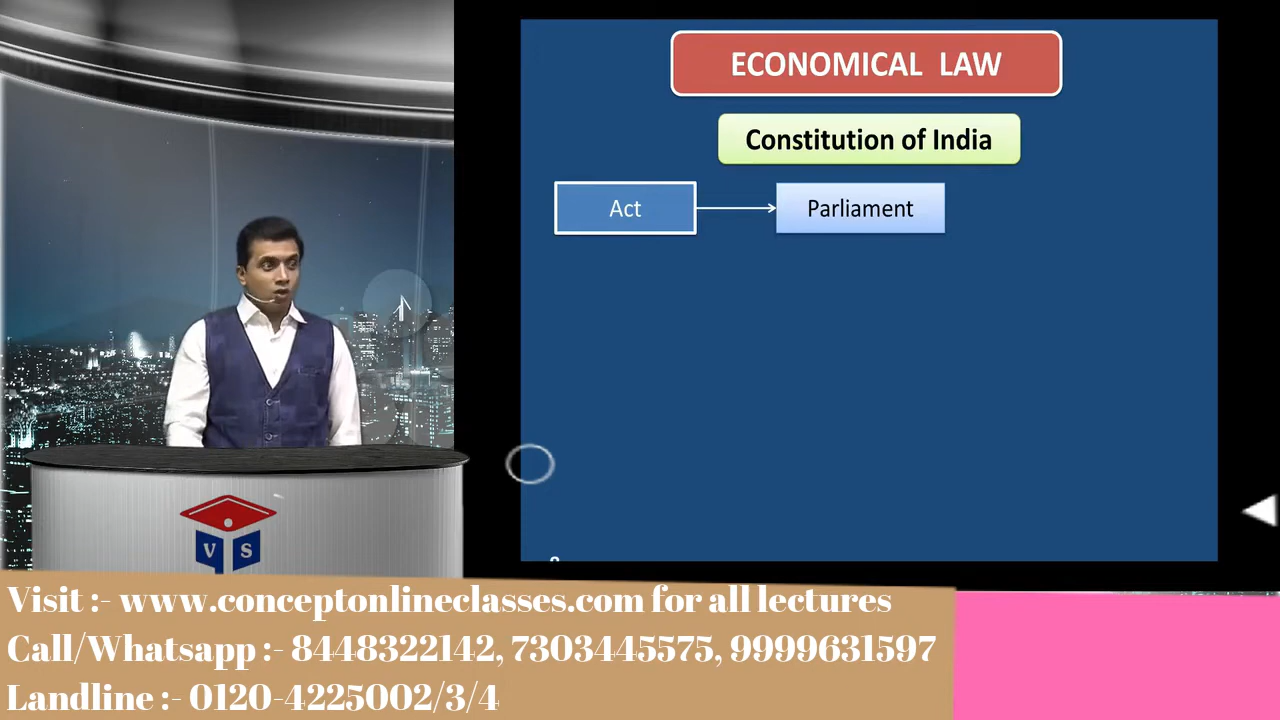 ECONOMICAL LAW
Constitution of India
Act
Parliament
V S
Visit :- www.conceptonlineclasses.com for all lectures
Call/Whatsapp :- 8448322142, 7303445575, 9999631597
Landline :- 0120-4225002/3/4